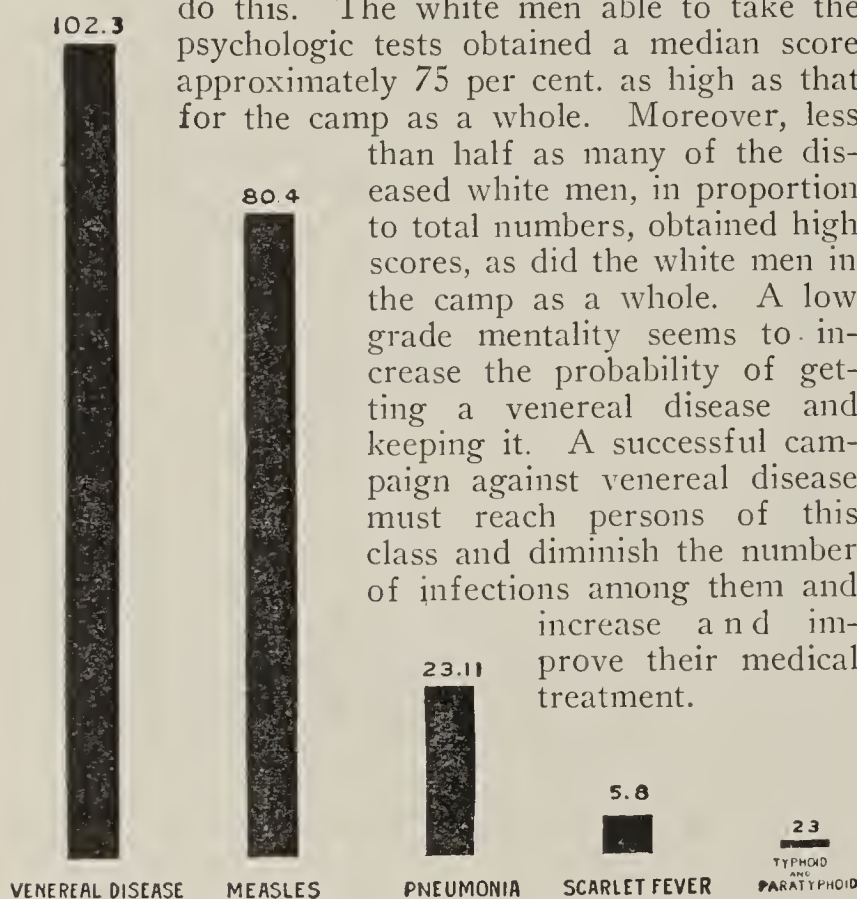 do this. The white men able to take the
psychologic tests obtained a median score
approximately 75 per cent. as high as that
for the camp as a whole. Moreover, less
than half as many of the dis-
eased white men, in proportion
to total numbers, obtained high
scores, as did the white men in
the camp as a whole. A low
grade mentality seems to in-
crease the probability of get-
ting a venereal disease and
keeping it. A successful cam-
paign against venereal disease
must reach persons of this
class and diminish the number
of infections among them and
increase and im-
prove their medical
treatment.
102.3
80.4
23.11
5.8
23
VENEREAL DISEASE
MEASLES
PNEUMONIA
SCARLET FEVER
TYPHOID
AND
PARATYPHOID